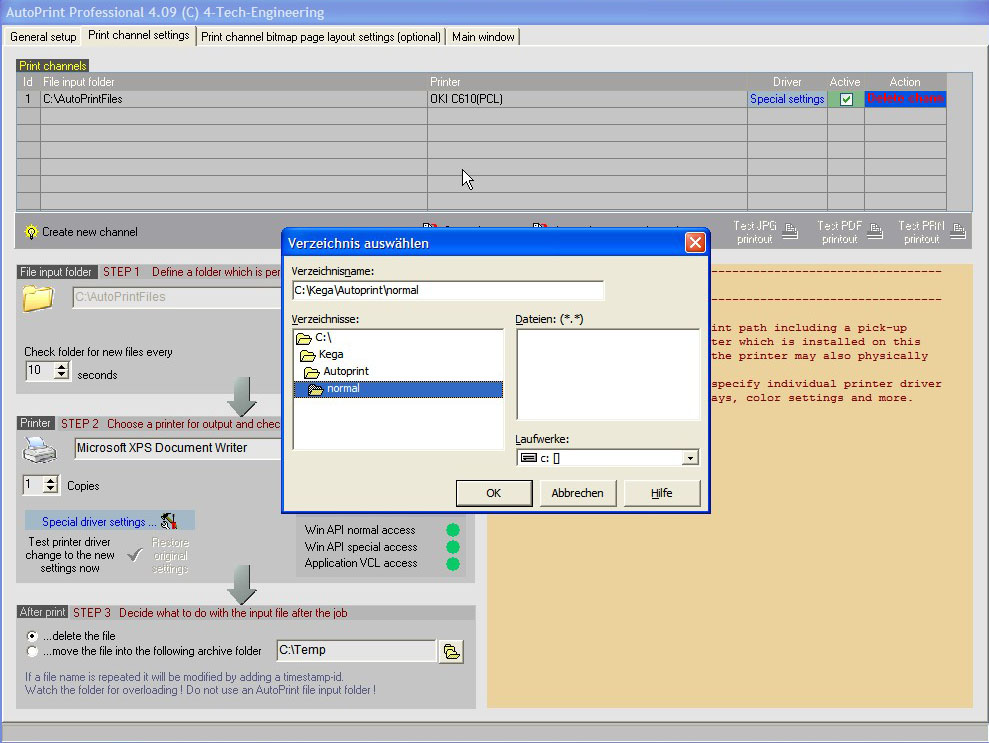 AutoPrint Professional 4.09 (C) 4-Tech-Engineering
General setup
Print channel settings
Print channel bitmap page layout settings (optional)
Main window
Print channels
Id File input folder Printer Driver Active Action
1 C:\AutoPrintFiles OKI C610(PCL) Special settings Delete chann
Create new channel
Test JPG printout
Test PDF printout
Test PRN printout
File input folder STEP 1 Define a folder which is per
C:\AutoPrintFiles
Check folder for new files every
10 seconds
Printer STEP 2 Choose a printer for output and chec
Microsoft XPS Document Writer
1 Copies
Special driver settings ...
Test printer driver
change to the new
settings now
Restore
original
settings
Win API normal access
Win API special access
Application VCL access
After print STEP 3 Decide what to do with the input file after the job
...delete the file
...move the file into the following archive folder C:\Temp
If a file name is repeated it will be modified by adding a timestamp-id.
Watch the folder for overloading ! Do not use an AutoPrint file input folder !
Verzeichnis auswählen
Verzeichnisname:
C:\Kega\Autoprint\normal
Verzeichnisse:
C:\
Kega
Autoprint
normal
Dateien: (*.*)
Laufwerke:
c: []
OK Abbrechen Hilfe
int path including a pick-up
ter which is installed on this
the printer may also physically
specify individual printer driver
ays, color settings and more.